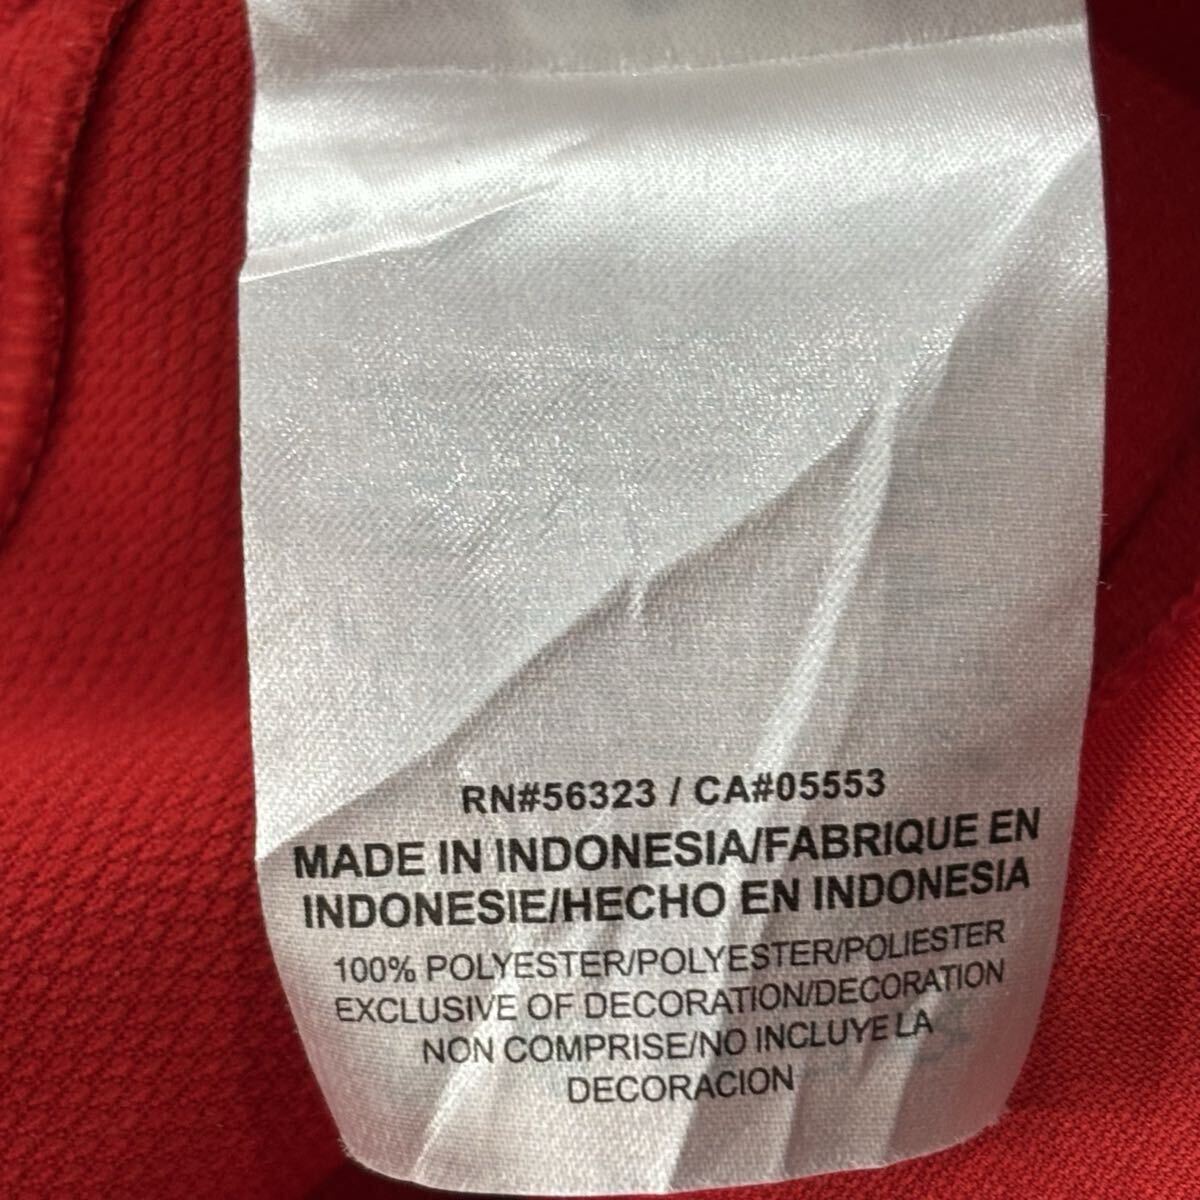 RN#56323 / CA#05553
MADE IN INDONESIA/FABRIQUE EN
INDONESIE/HECHO EN INDONESIA
100% POLYESTER/POLYESTER/POLIESTER
EXCLUSIVE OF DECORATION/DECORATION
NON COMPRISE/NO INCLUYE LA
DECORACION